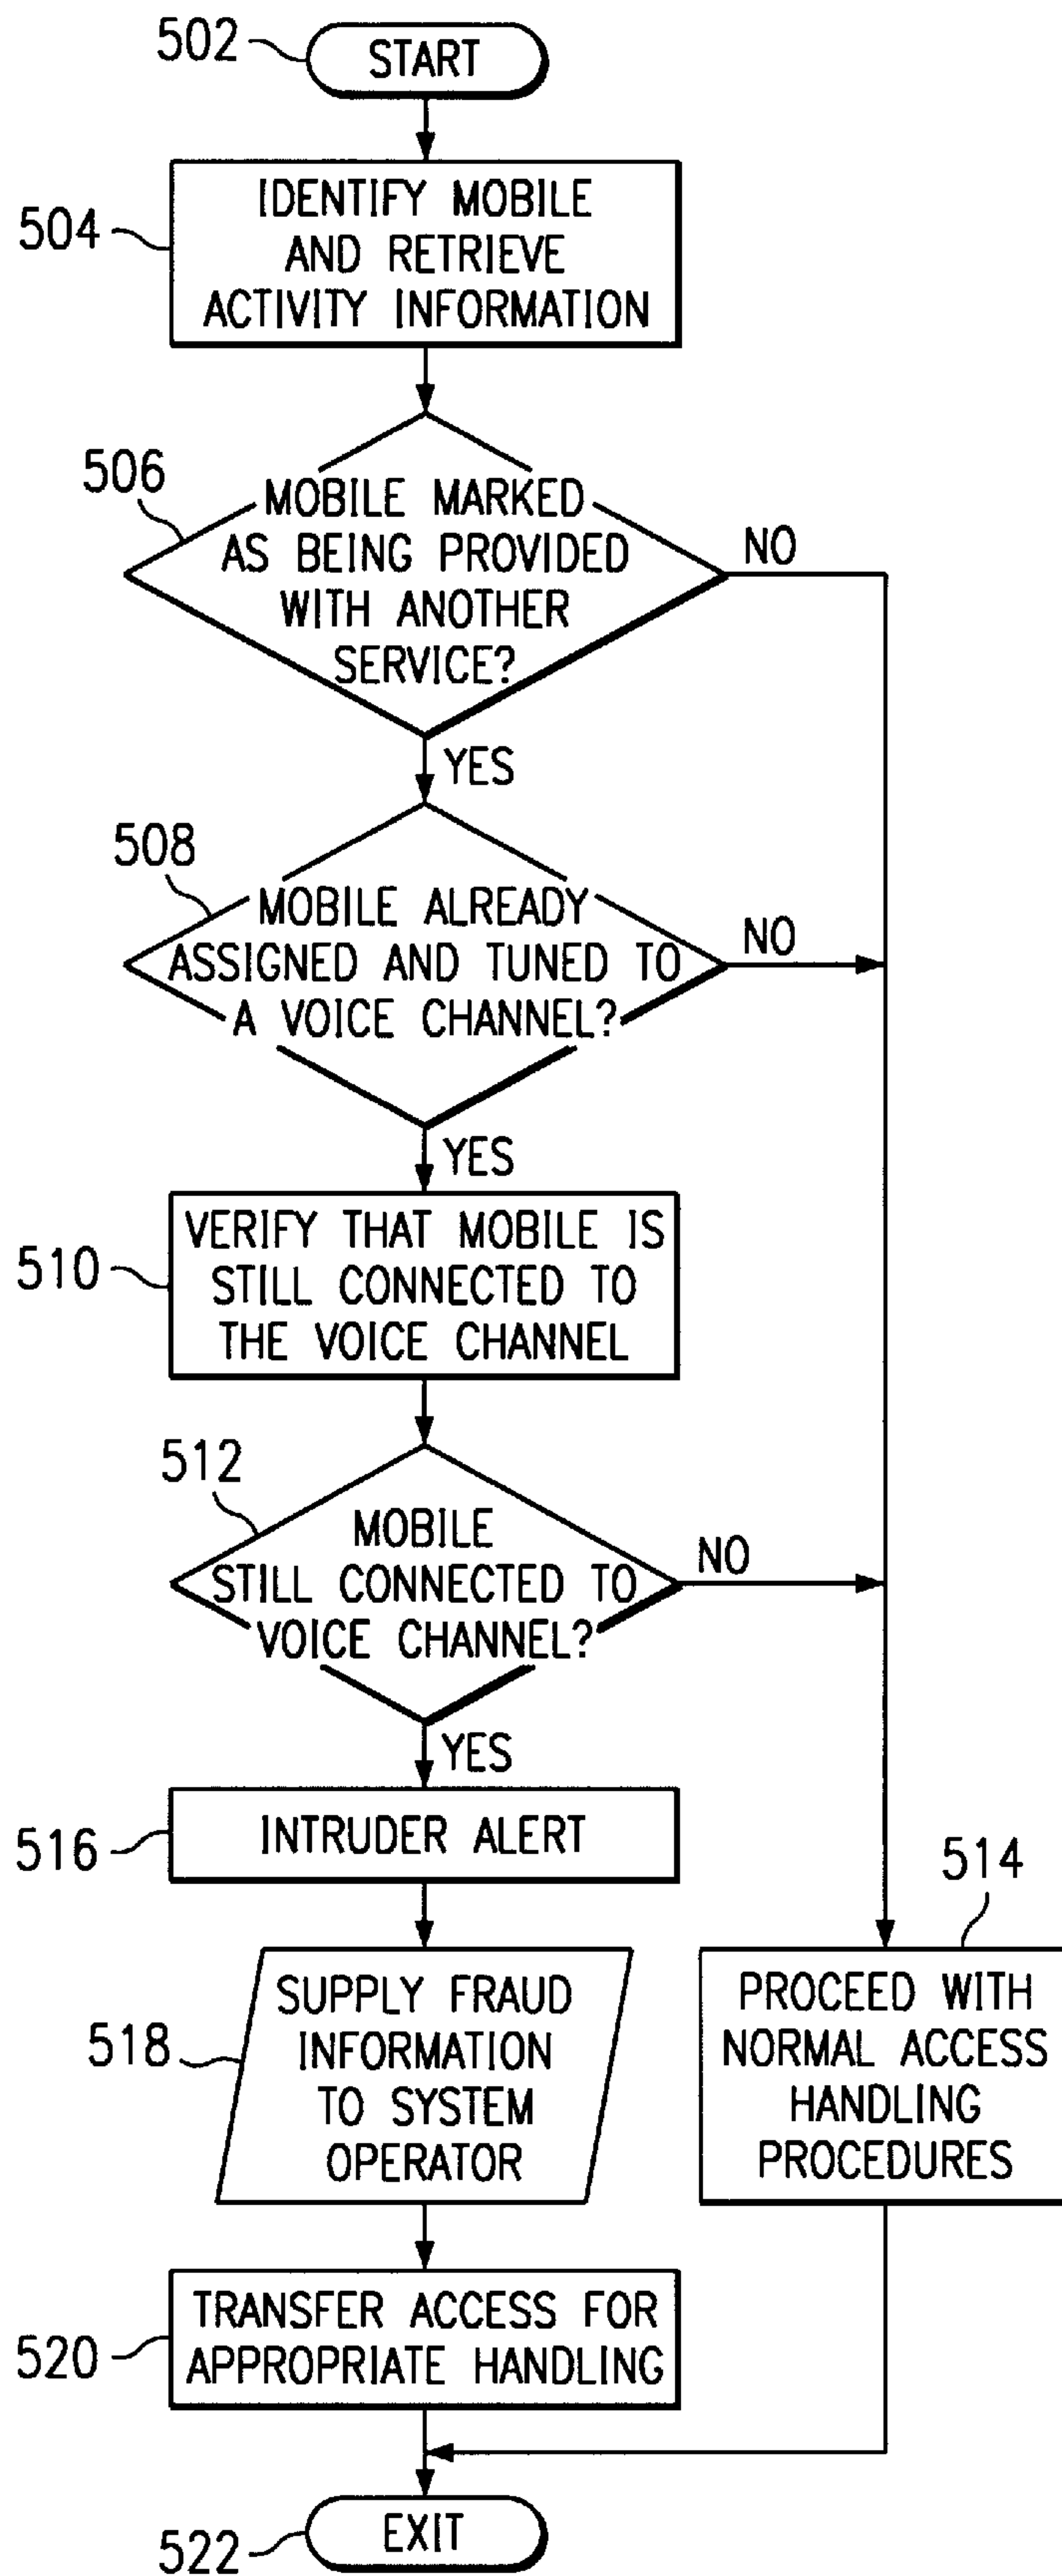 502
START
504
IDENTIFY MOBILE
AND RETRIEVE
ACTIVITY INFORMATION
506
MOBILE MARKED
AS BEING PROVIDED
WITH ANOTHER
SERVICE?
NO
YES
508
MOBILE ALREADY
ASSIGNED AND TUNED TO
A VOICE CHANNEL?
NO
YES
510
VERIFY THAT MOBILE IS
STILL CONNECTED TO
THE VOICE CHANNEL
512
MOBILE
STILL CONNECTED TO
VOICE CHANNEL?
NO
YES
516
INTRUDER ALERT
514
PROCEED WITH
NORMAL ACCESS
HANDLING
PROCEDURES
518
SUPPLY FRAUD
INFORMATION
TO SYSTEM
OPERATOR
520
TRANSFER ACCESS FOR
APPROPRIATE HANDLING
522
EXIT